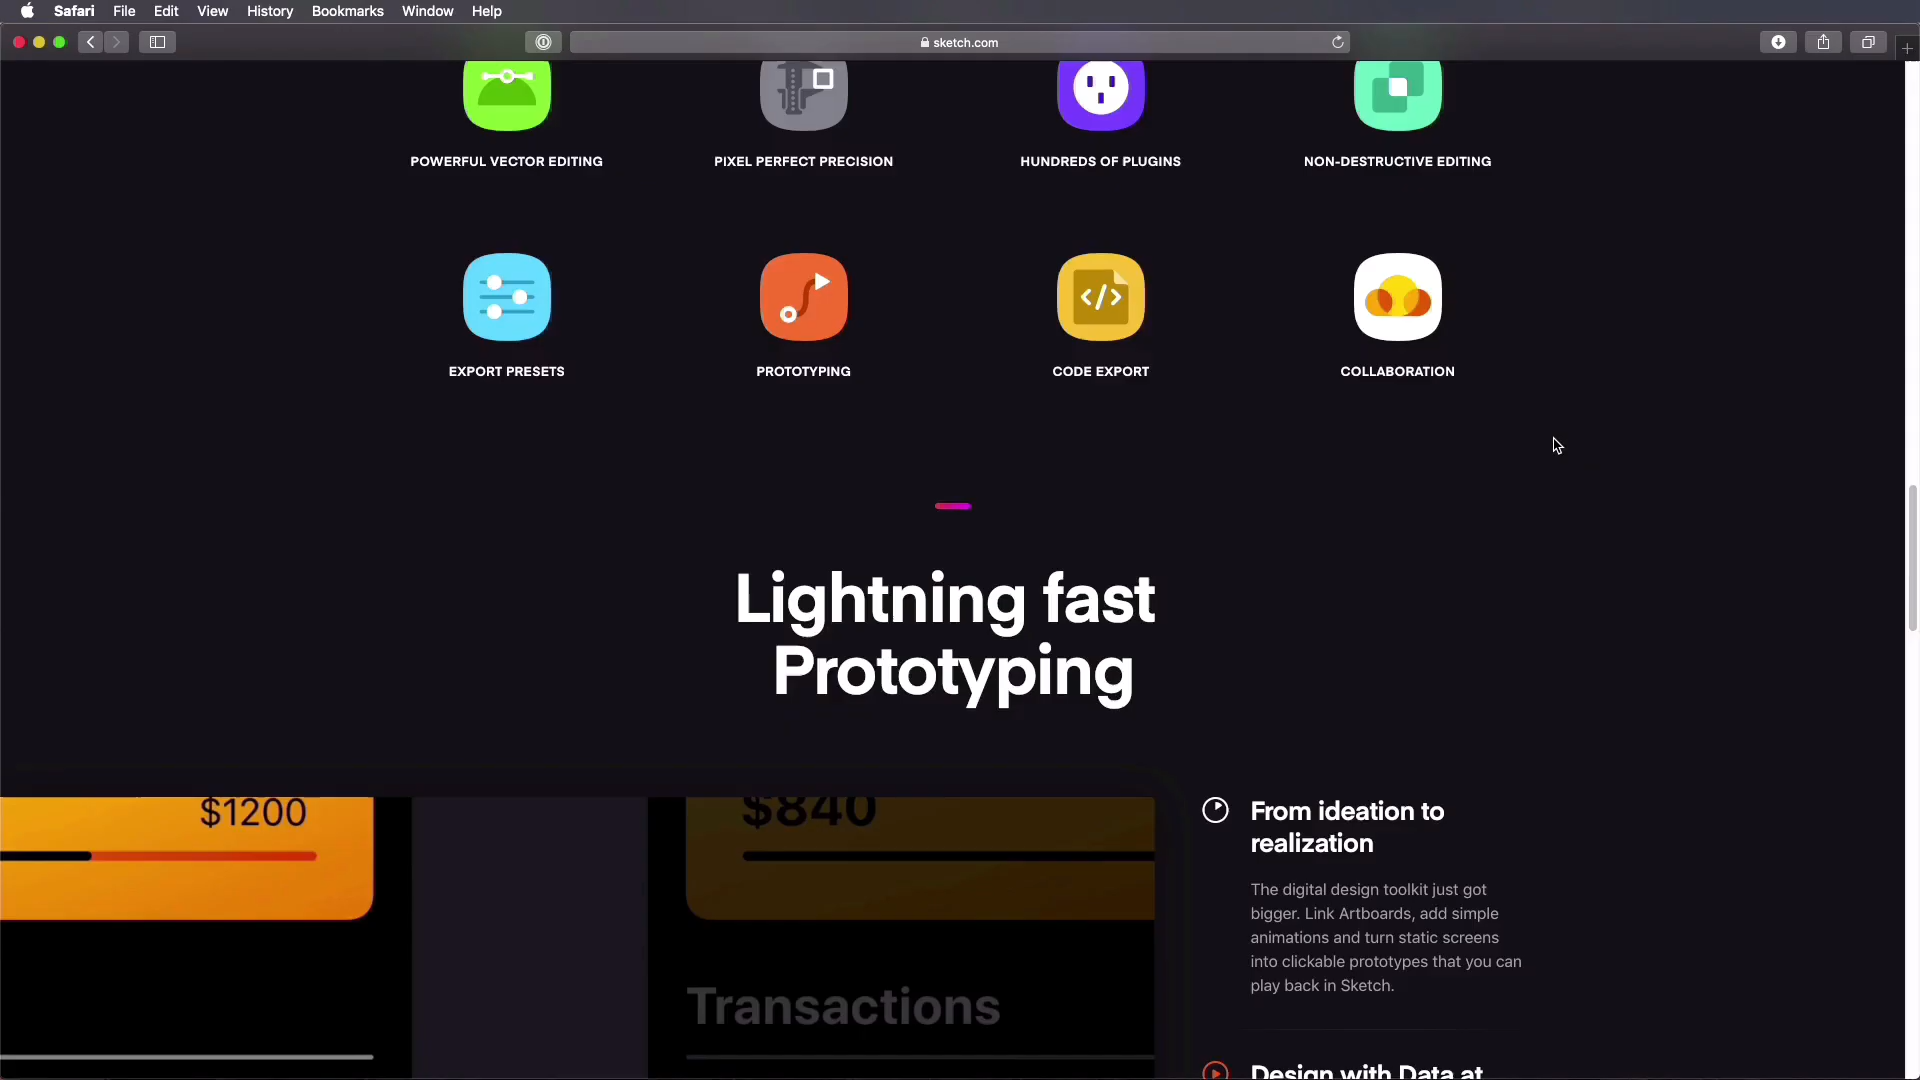 Safari File Edit View History Bookmarks Window Help
sketch.com
POWERFUL VECTOR EDITING
PIXEL PERFECT PRECISION
HUNDREDS OF PLUGINS
NON-DESTRUCTIVE EDITING
EXPORT PRESETS
PROTOTYPING
CODE EXPORT
COLLABORATION
Lightning fast
Prototyping
$1200
$840
Transactions
From ideation to
realization
The digital design toolkit just got
bigger. Link Artboards, add simple
animations and turn static screens
into clickable prototypes that you can
play back in Sketch.
Design with Data at